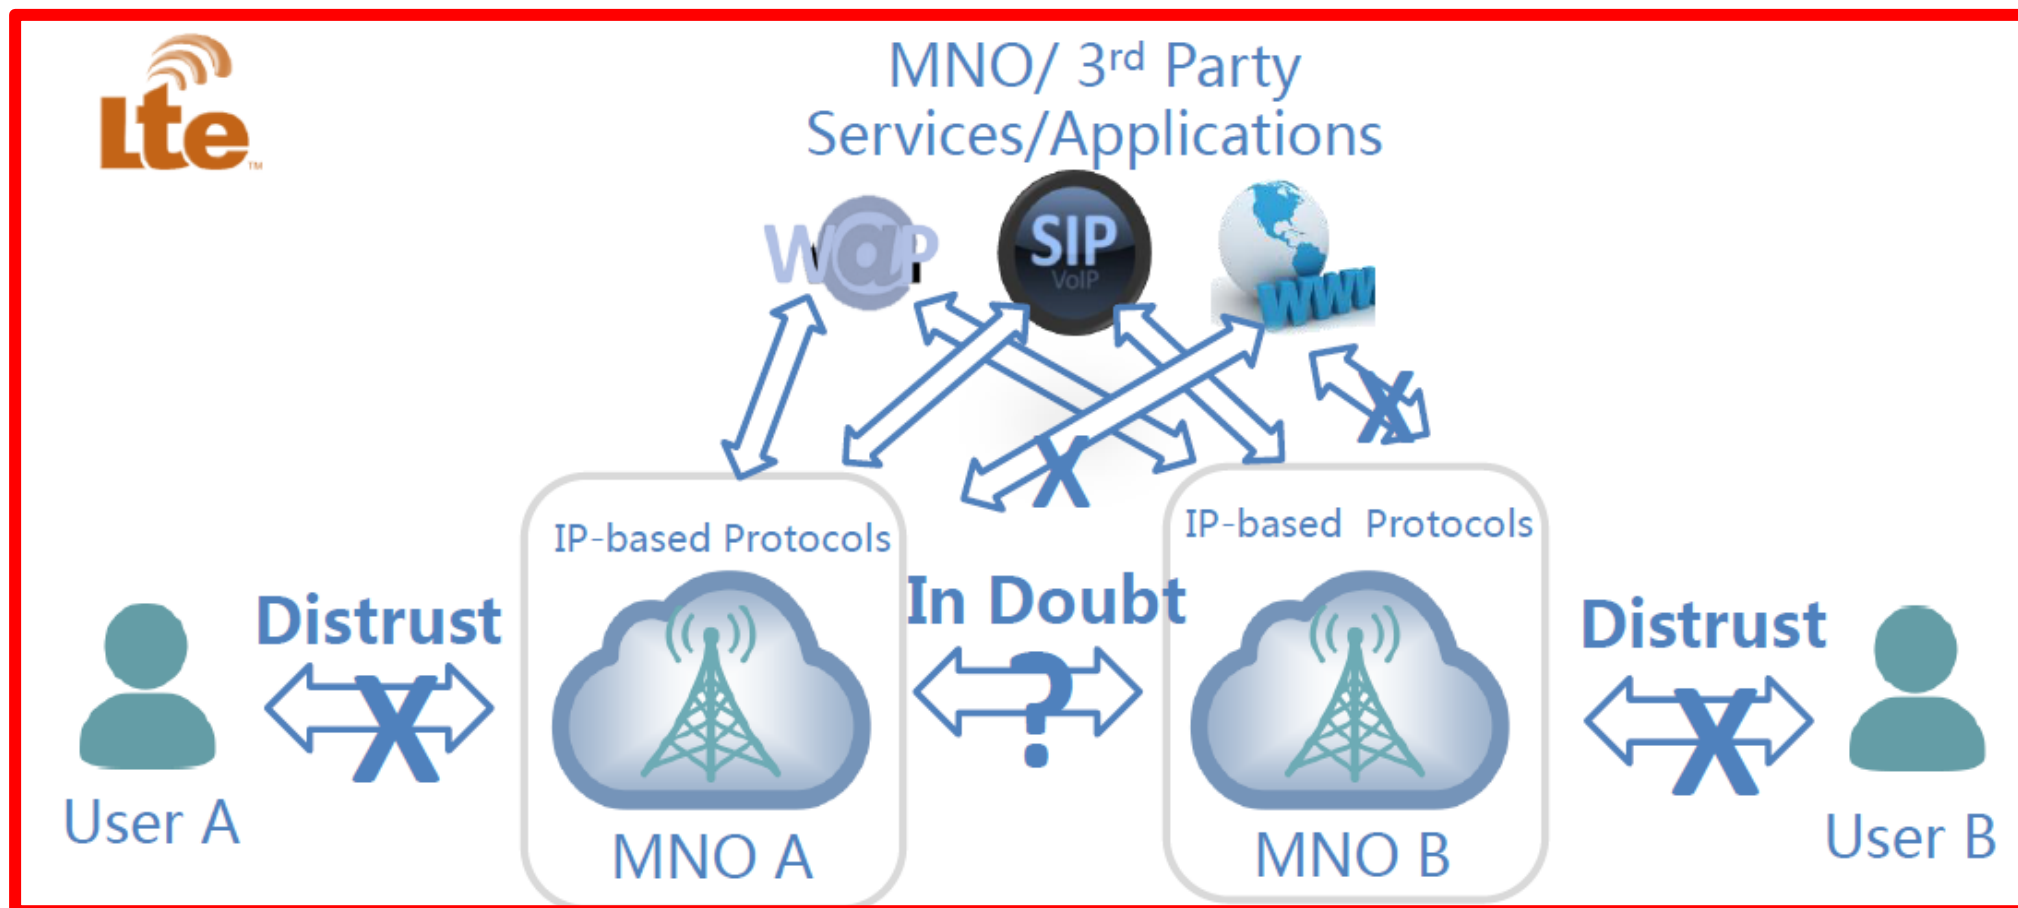 Lte
TM
MNO/ 3rd Party
Services/Applications
W@P
SIP
VoIP
WWW
X
X
IP-based Protocols
IP-based Protocols
Distrust
In Doubt
Distrust
X
?
X
User A
MNO A
MNO B
User B